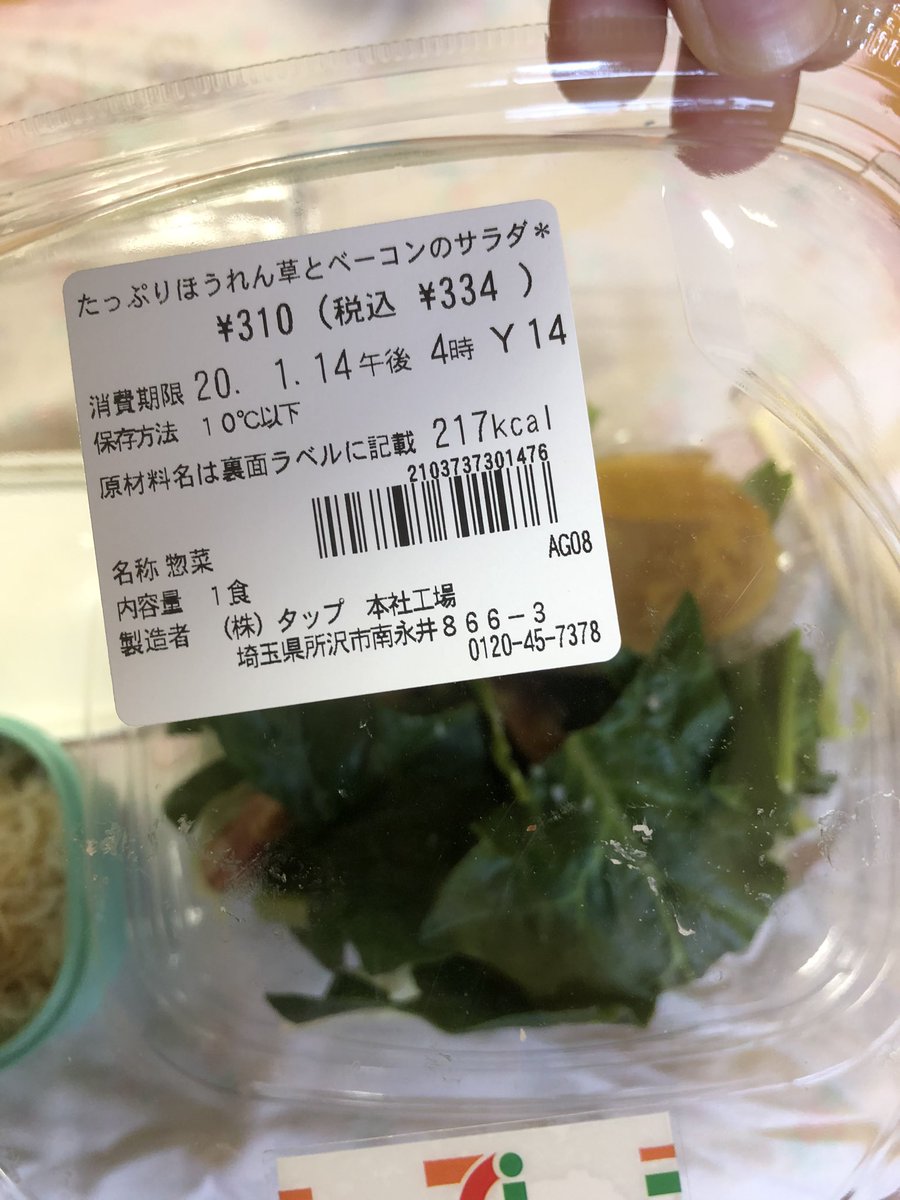 たっぷりほうれん草とベーコンのサラダ*
¥310 (税込 ¥334 )
消費期限 20. 1. 14 午後 4時 Y 14
保存方法 10℃以下
原材料名は裏面ラベルに記載 217kcal
2103737301476
AG08
名称 惣菜
内容量 1食
製造者 (株) タップ 本社工場
埼玉県所沢市南永井866-3
0120-45-7378